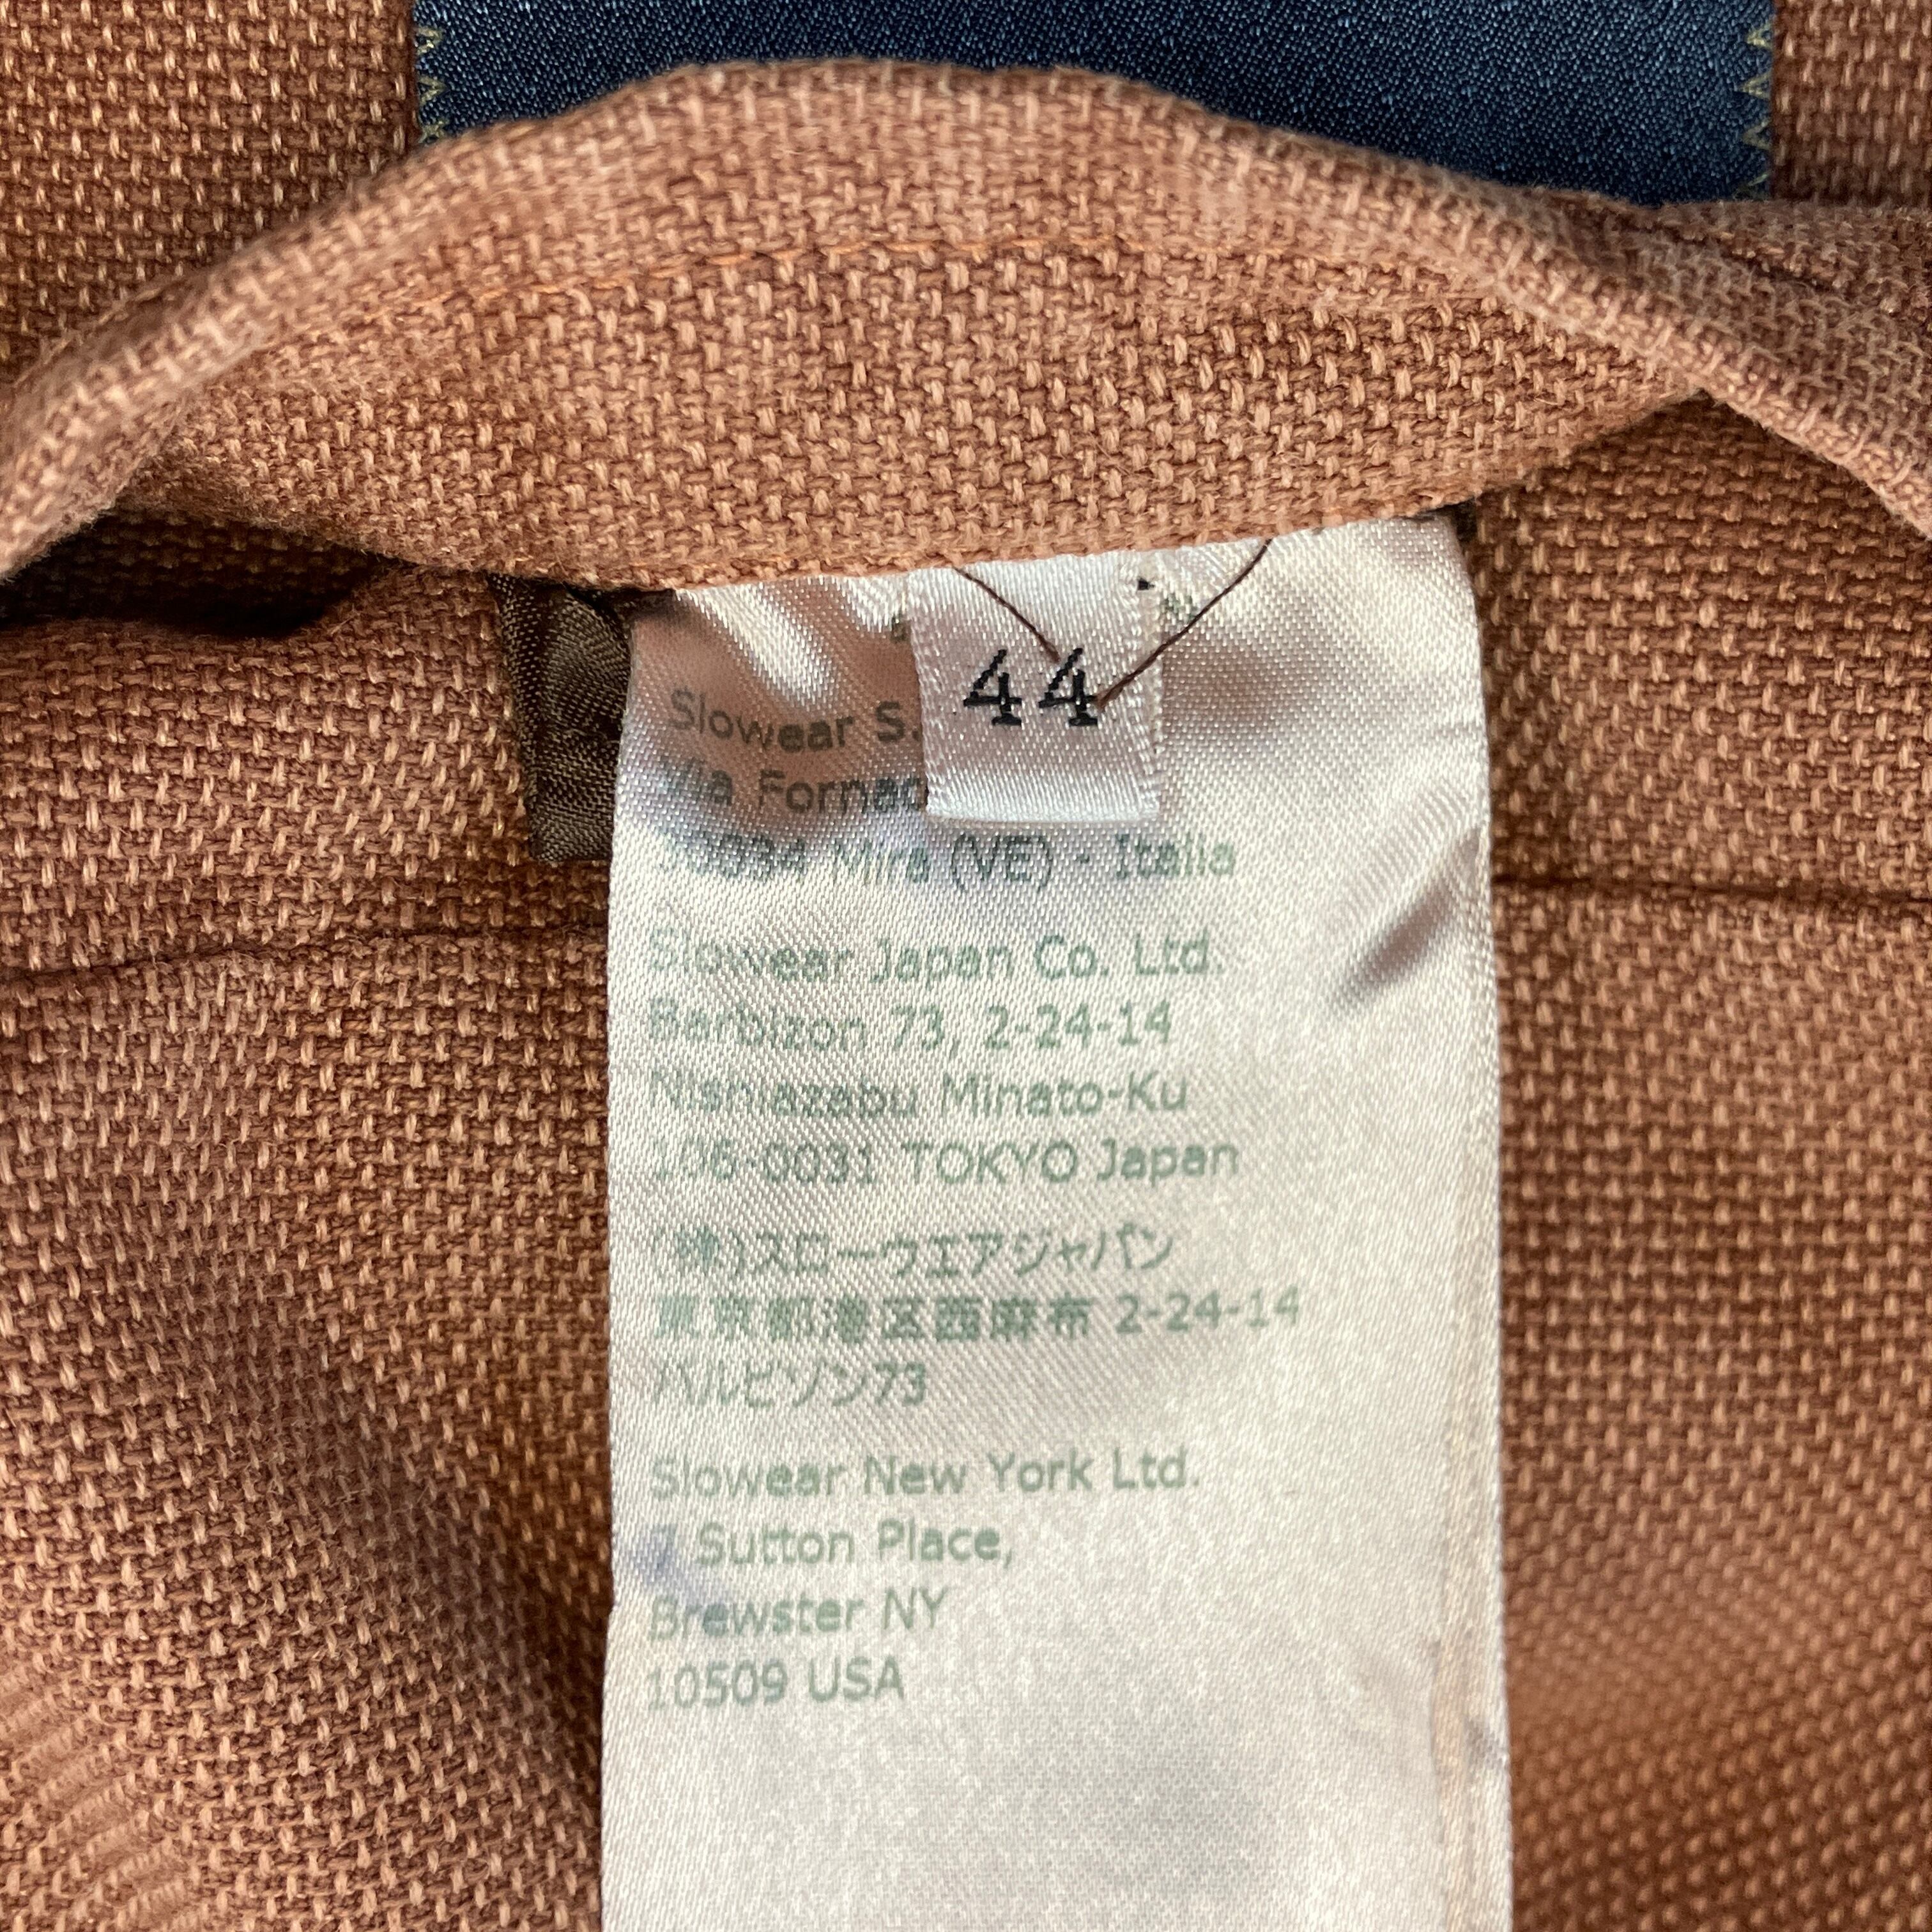 44
Slowear S.
Via Fornac
Mira (VE) - Italia
Slowear Japan Co. Ltd.
Barbizon 73, 2-24-14
Nishiazabu Minato-Ku
106-0031 TOKYO Japan
(株)スローウエアジャパン
東京都港区西麻布 2-24-14
ベルビゾン73
Slowear New York Ltd.
Sutton Place,
Brewster NY
10509 USA